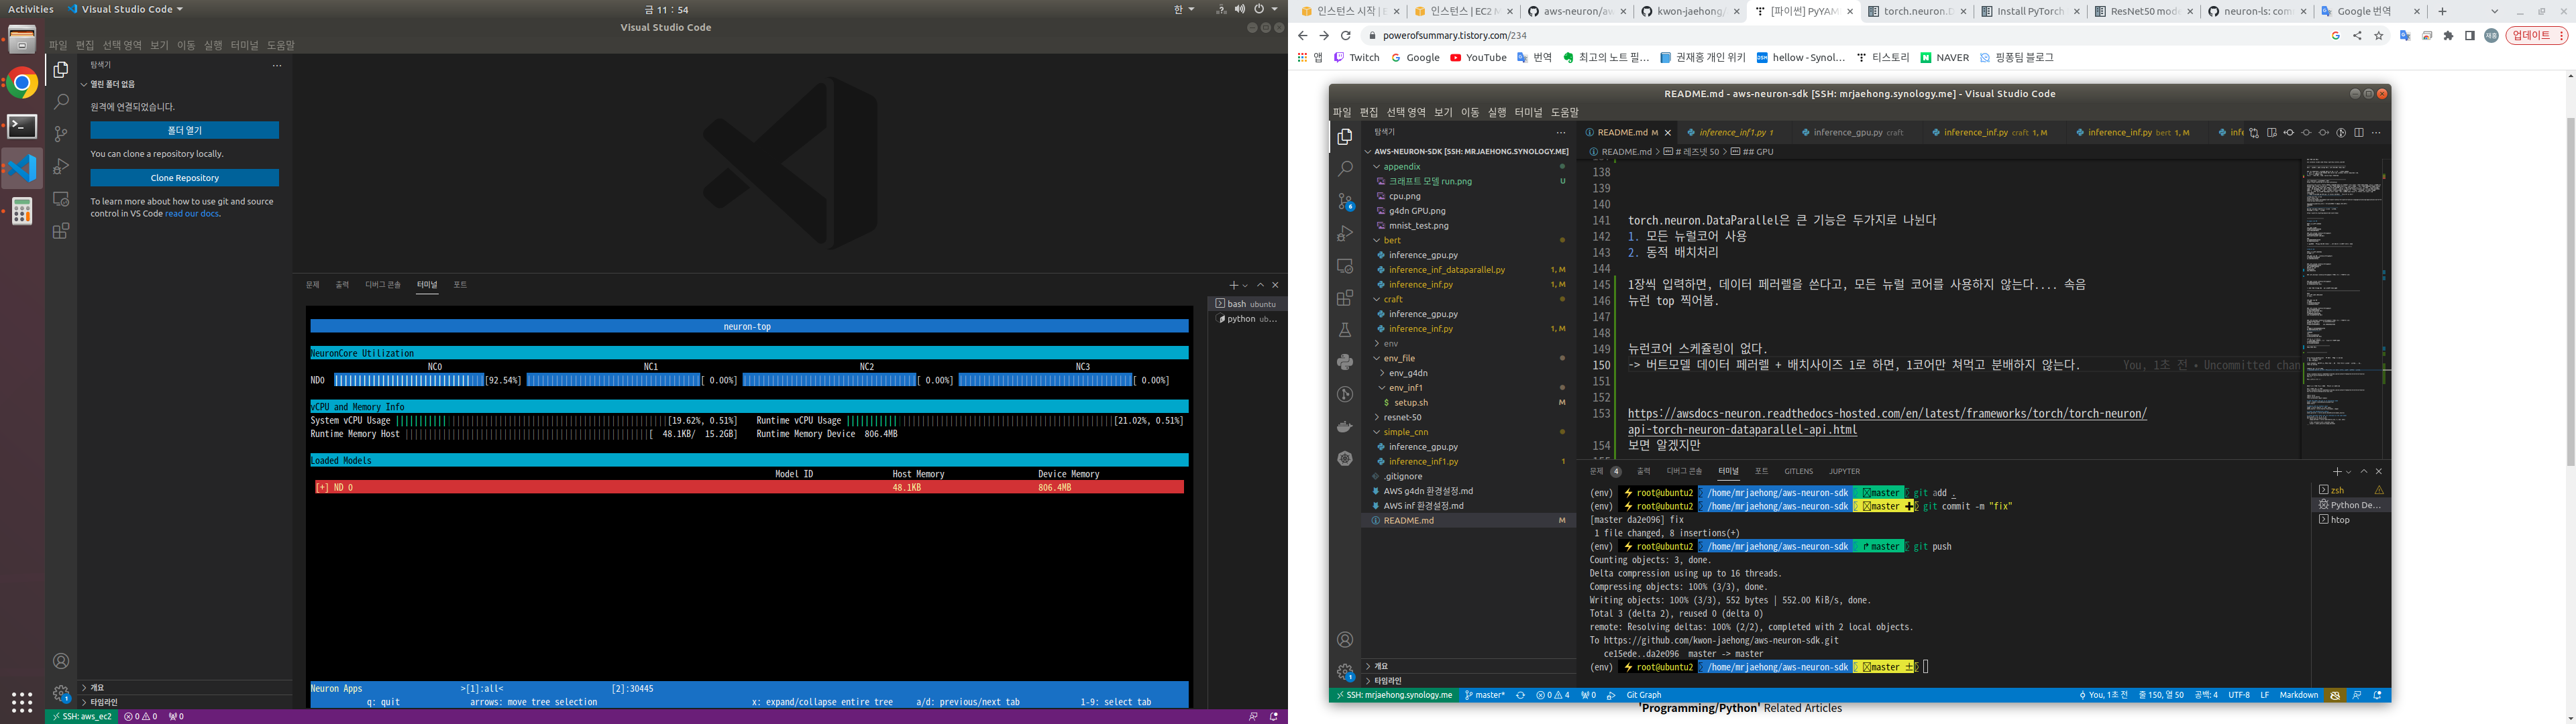 Activities
Visual Studio Code
금 11 : 54
한
Visual Studio Code
파일 편집 선택 영역 보기 이동 실행 터미널 도움말
탐색기
열린 폴더 없음
원격에 연결되었습니다.
폴더 열기
You can clone a repository locally.
Clone Repository
To learn more about how to use git and source
control in VS Code read our docs.
개요
타임라인
문제 출력 디버그 콘솔 터미널 포트
bash ubuntu
python ub...
neuron-top
NeuronCore Utilization
NC0 NC1 NC2 NC3
ND0 [92.54%] [ 0.00%] [ 0.00%] [ 0.00%]
vCPU and Memory Info
System vCPU Usage [19.62%, 0.51%] Runtime vCPU Usage [21.02%, 0.51%]
Runtime Memory Host [ 48.1KB/ 15.2GB] Runtime Memory Device 806.4MB
Loaded Models
Model ID Host Memory Device Memory
[+] ND 0 48.1KB 806.4MB
Neuron Apps >[1]:all< [2]:30445
q: quit arrows: move tree selection x: expand/collapse entire tree a/d: previous/next tab 1-9: select tab
SSH: aws_ec2 0 0 0
인스턴스 시작 | E
인스턴스 | EC2 M
aws-neuron/aw
kwon-jaehong/
[파이썬] PyYAM
torch.neuron.D
Install PyTorch
ResNet50 mode
neuron-ls: com
Google 번역
powerofsummary.tistory.com/234
업데이트
앱 Twitch Google YouTube 번역 최고의 노트 필... 권재홍 개인 위키 hellow - Synol... 티스토리 NAVER 핑퐁팀 블로그
README.md - aws-neuron-sdk [SSH: mrjaehong.synology.me] - Visual Studio Code
파일 편집 선택 영역 보기 이동 실행 터미널 도움말
탐색기
AWS-NEURON-SDK [SSH: MRJAEHONG.SYNOLOGY.ME]
appendix
크래프트 모델 run.png U
cpu.png
g4dn GPU.png
mnist_test.png
bert
inference_gpu.py
inference_inf_dataparallel.py 1, M
inference_inf.py 1, M
craft
inference_gpu.py
inference_inf.py 1, M
env
env_file
env_g4dn
env_inf1
setup.sh M
resnet-50
simple_cnn
inference_gpu.py
inference_inf1.py 1
.gitignore
AWS g4dn 환경설정.md
AWS inf 환경설정.md
README.md M
개요
타임라인
README.md M
inference_inf1.py 1
inference_gpu.py craft
inference_inf.py craft 1, M
inference_inf.py bert 1, M
README.md > # 레즈넷 50 > ## GPU
138
139
140
141 torch.neuron.DataParallel은 큰 기능은 두가지로 나뉜다
142 1. 모든 뉴럴코어 사용
143 2. 동적 배치처리
144
145 1장씩 입력하면, 데이터 페러렐을 쓴다고, 모든 뉴럴 코어를 사용하지 않는다.... 속음
146 뉴런 top 찍어봄.
147
148
149 뉴런코어 스케쥴링이 없다.
150 -> 버트모델 데이터 페러렐 + 배치사이즈 1로 하면, 1코어만 쳐먹고 분배하지 않는다. You, 1초 전 • Uncommitted chan
151
152
153 https://awsdocs-neuron.readthedocs-hosted.com/en/latest/frameworks/torch/torch-neuron/
api-torch-neuron-dataparallel-api.html
154 보면 알겠지만
문제 4 출력 디버그 콘솔 터미널 포트 GITLENS JUPYTER
zsh
Python De...
htop
(env) root@ubuntu2 /home/mrjaehong/aws-neuron-sdk master git add .
(env) root@ubuntu2 /home/mrjaehong/aws-neuron-sdk master git commit -m "fix"
[master da2e096] fix
1 file changed, 8 insertions(+)
(env) root@ubuntu2 /home/mrjaehong/aws-neuron-sdk master git push
Counting objects: 3, done.
Delta compression using up to 16 threads.
Compressing objects: 100% (3/3), done.
Writing objects: 100% (3/3), 552 bytes | 552.00 KiB/s, done.
Total 3 (delta 2), reused 0 (delta 0)
remote: Resolving deltas: 100% (2/2), completed with 2 local objects.
To https://github.com/kwon-jaehong/aws-neuron-sdk.git
ce15ede..da2e096 master -> master
(env) root@ubuntu2 /home/mrjaehong/aws-neuron-sdk master
SSH: mrjaehong.synology.me master* 0 4 0 Git Graph You, 1초 전 줄 150, 열 50 공백: 4 UTF-8 LF Markdown
'Programming/Python' Related Articles